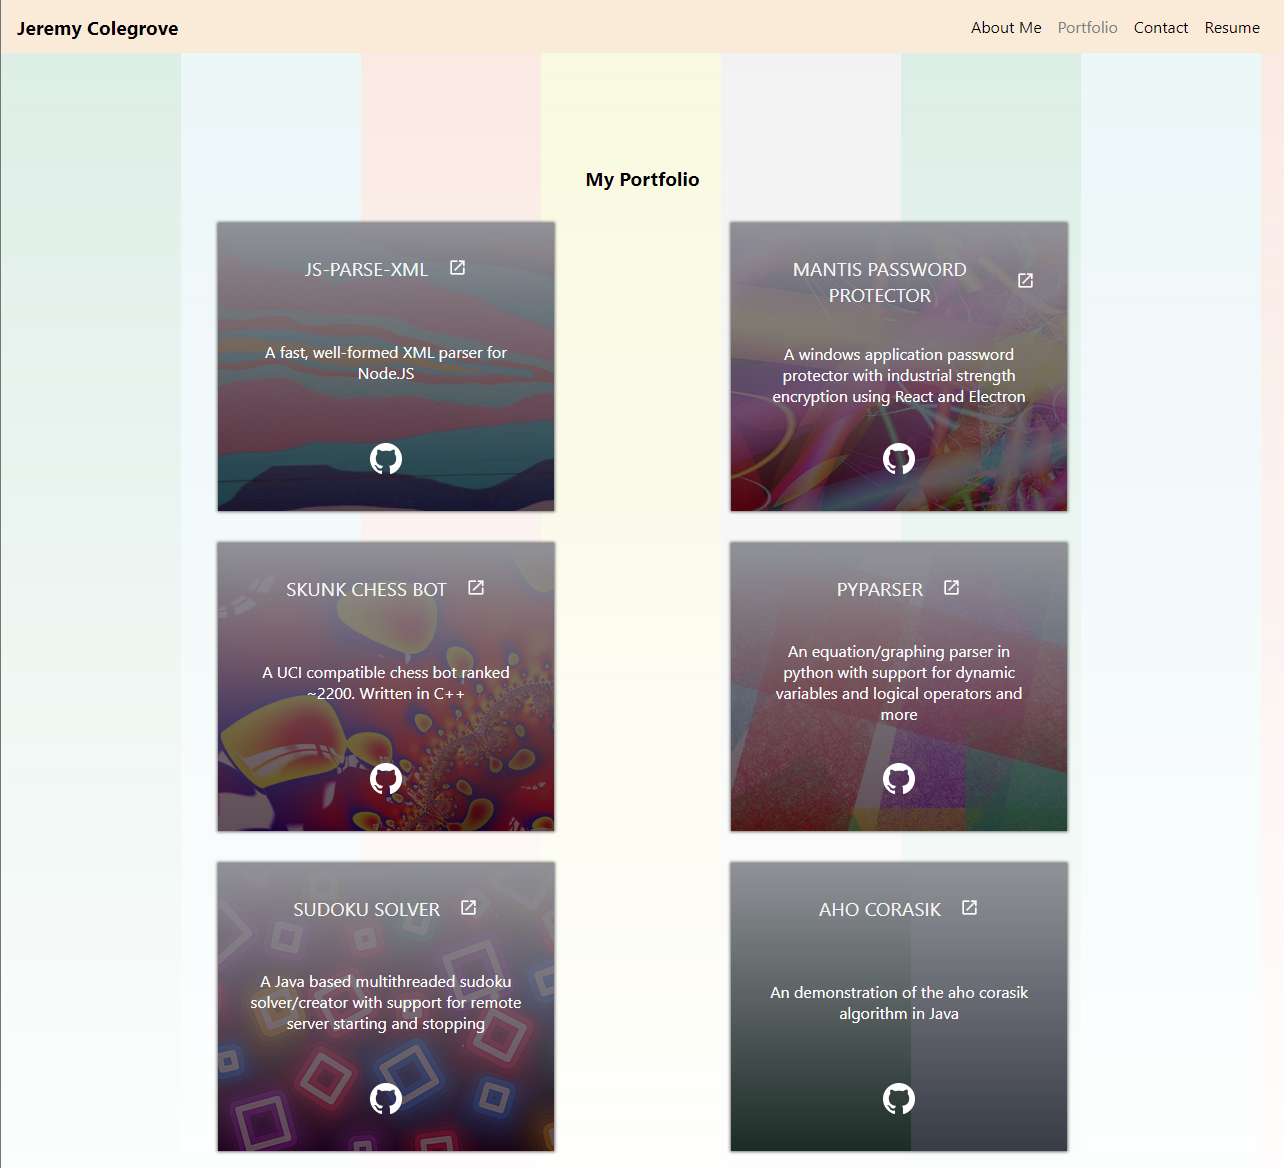 Jeremy Colegrove
About Me Portfolio Contact Resume
My Portfolio
JS-PARSE-XML
A fast, well-formed XML parser for
Node.JS
MANTIS PASSWORD
PROTECTOR
A windows application password
protector with industrial strength
encryption using React and Electron
SKUNK CHESS BOT
A UCI compatible chess bot ranked
~2200. Written in C++
PYPARSER
An equation/graphing parser in
python with support for dynamic
variables and logical operators and
more
SUDOKU SOLVER
A Java based multithreaded sudoku
solver/creator with support for remote
server starting and stopping
AHO CORASIK
An demonstration of the aho corasik
algorithm in Java